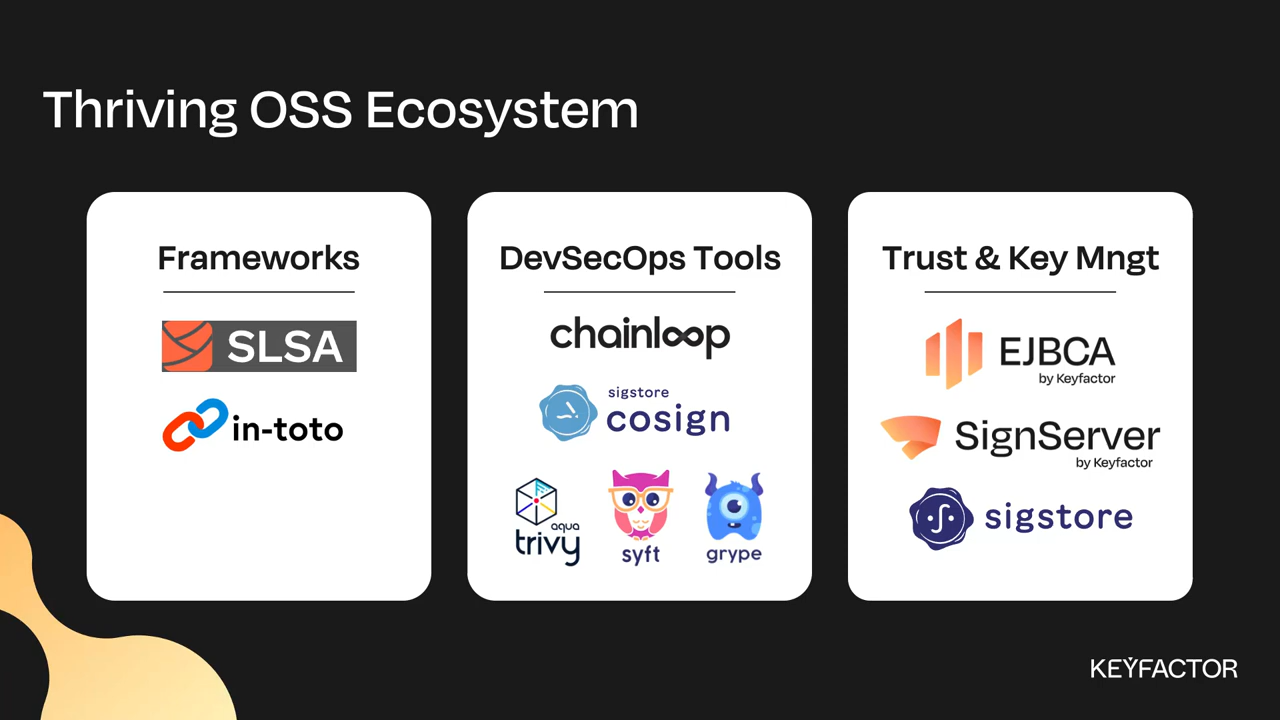 Thriving OSS Ecosystem
Frameworks
SLSA
in-toto
DevSecOps Tools
chainloop
sigstore
cosign
aqua
trivy
syft
grype
Trust & Key Mngt
EJBCA
by Keyfactor
SignServer
by Keyfactor
sigstore
KEYFACTOR